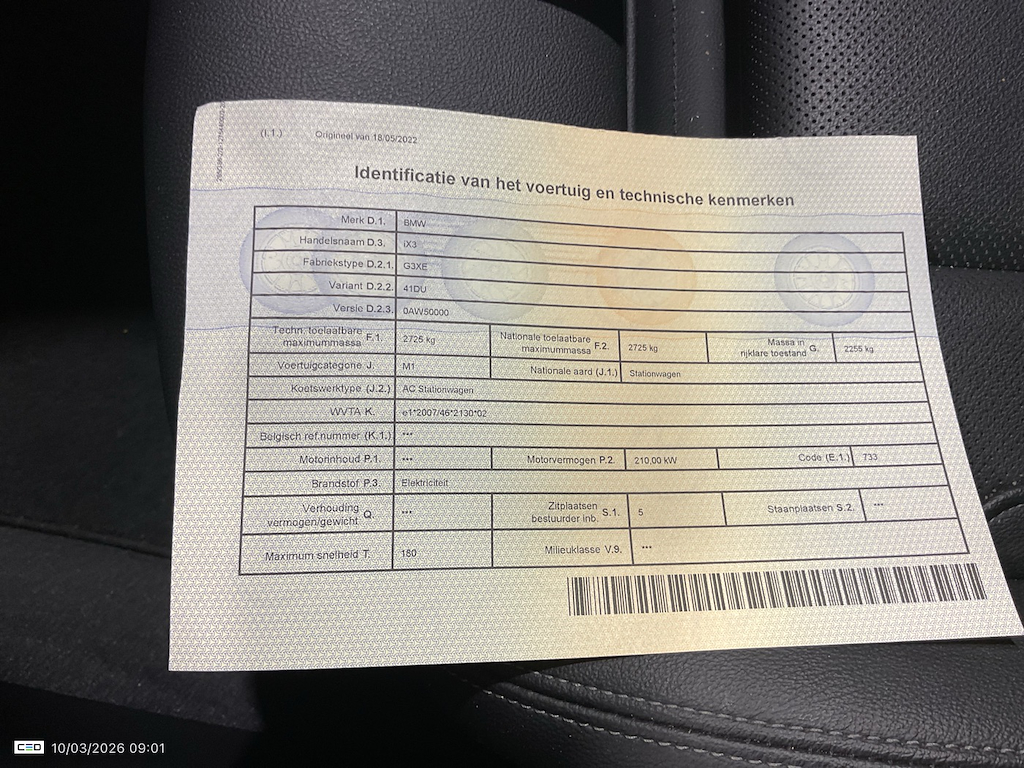 (I.1.) Origineel van 18/05/2022
Identificatie van het voertuig en technische kenmerken
Merk D.1. BMW
Handelsnaam D.3. iX3
Fabriekstype D.2.1. G3XE
Variant D.2.2. 41DU
Versie D.2.3. 0AW50000
Techn. toelaatbare maximummassa F.1. 2725 kg Nationale toelaatbare maximummassa F.2. 2725 kg Massa in rijklare toestand G. 2255 kg
Voertuigcategorie J. M1 Nationale aard (J.1.) Stationwagen
Koetswerktype (J.2.) AC Stationwagen
WVTA K. e1*2007/46*2130*02
Belgisch ref.nummer (K.1.) ***
Motorinhoud P.1. *** Motorvermogen P.2. 210,00 kW Code (E.1.) 733
Brandstof P.3. Elektriciteit
Verhouding vermogen/gewicht Q. *** Zitplaatsen bestuurder inb. S.1. 5 Staanplaatsen S.2. ***
Maximum snelheid T. 180 Milieuklasse V.9. ***
CEO 10/03/2026 09:01